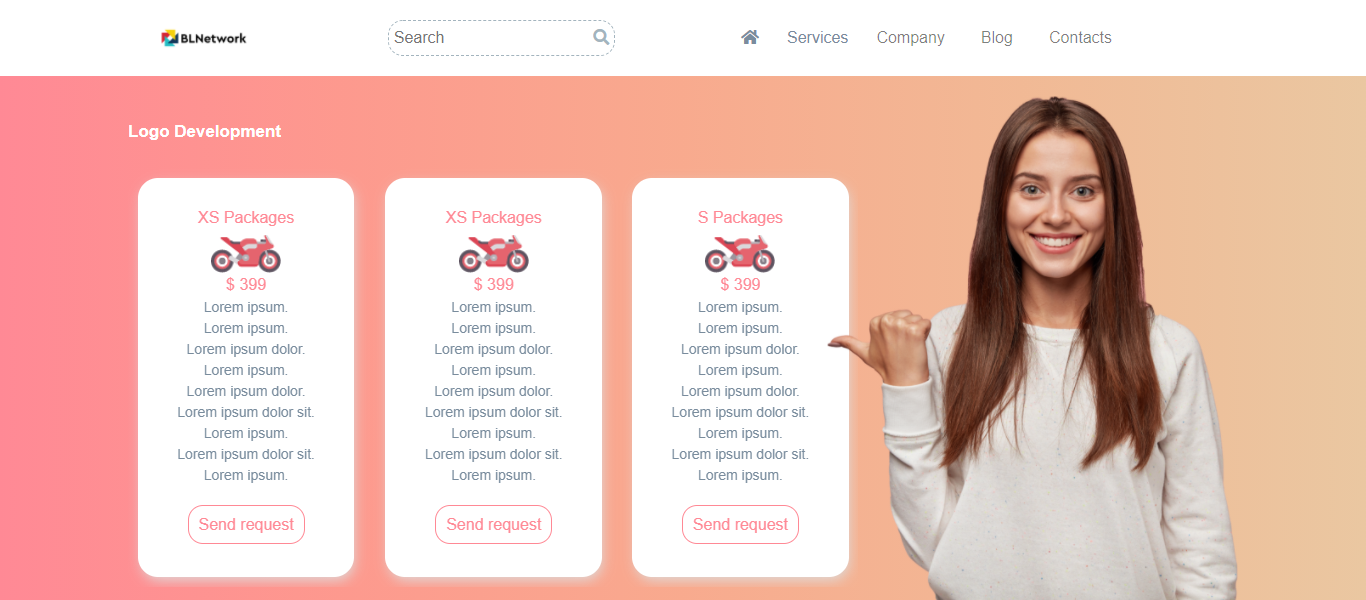 BLNetwork
Search
Services
Company
Blog
Contacts
Logo Development
XS Packages
$ 399
Lorem ipsum.
Lorem ipsum.
Lorem ipsum dolor.
Lorem ipsum.
Lorem ipsum dolor.
Lorem ipsum dolor sit.
Lorem ipsum.
Lorem ipsum dolor sit.
Lorem ipsum.
Send request
XS Packages
$ 399
Lorem ipsum.
Lorem ipsum.
Lorem ipsum dolor.
Lorem ipsum.
Lorem ipsum dolor.
Lorem ipsum dolor sit.
Lorem ipsum.
Lorem ipsum dolor sit.
Lorem ipsum.
Send request
S Packages
$ 399
Lorem ipsum.
Lorem ipsum.
Lorem ipsum dolor.
Lorem ipsum.
Lorem ipsum dolor.
Lorem ipsum dolor sit.
Lorem ipsum.
Lorem ipsum dolor sit.
Lorem ipsum.
Send request